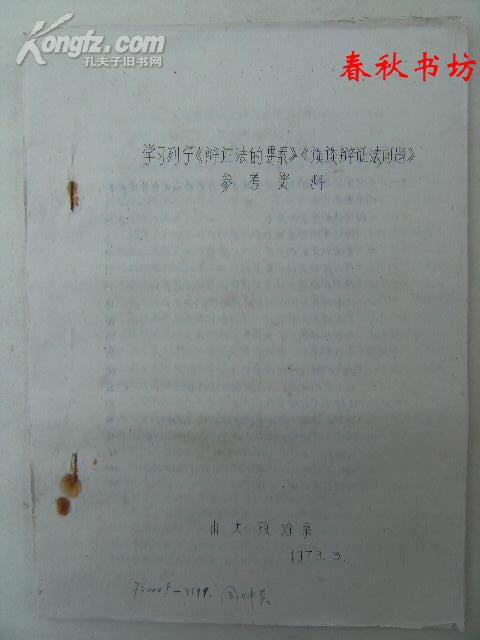 Kongfz.com
孔夫子旧书网
春秋书坊
学习列宁《辩证法的要素》《谈谈辩证法问题》
参考资料
山大政治系
1973.3.